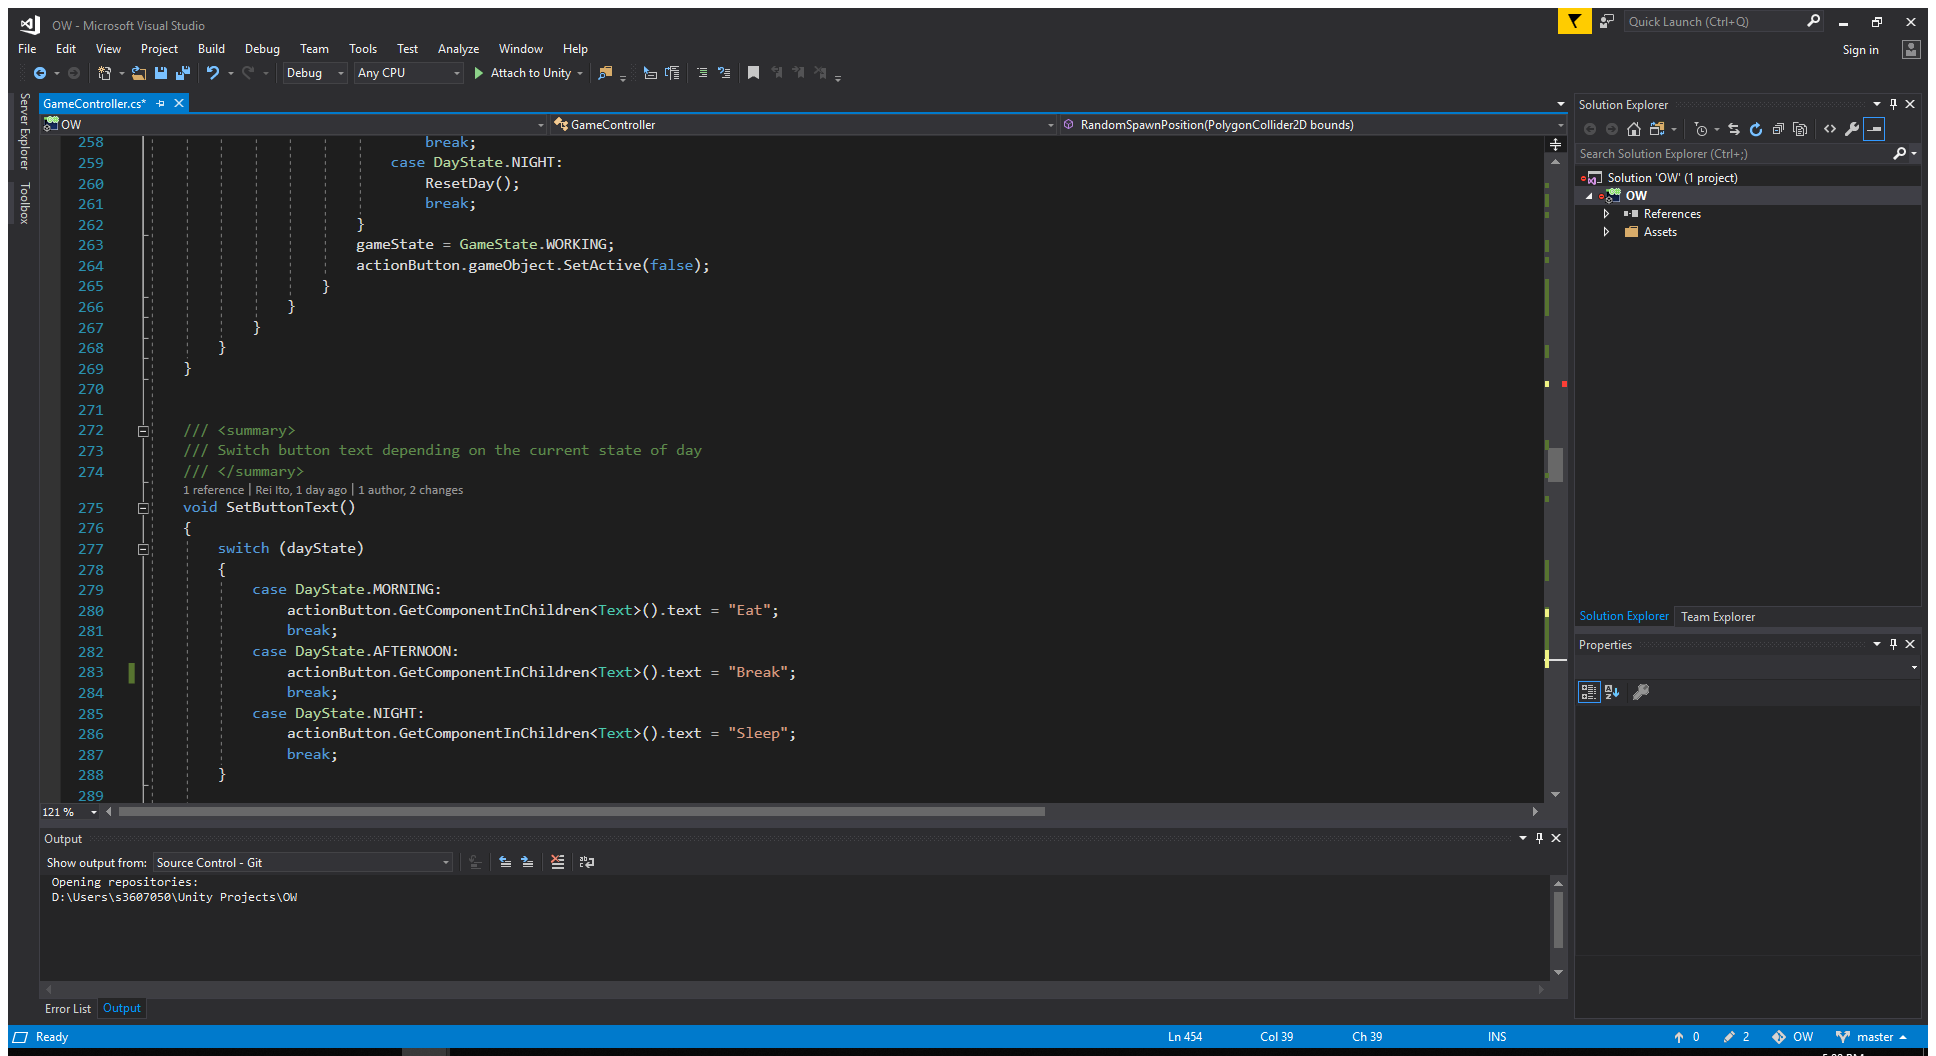 OW - Microsoft Visual Studio
Quick Launch (Ctrl+Q)
File Edit View Project Build Debug Team Tools Test Analyze Window Help
Sign in
Debug Any CPU Attach to Unity
Server Explorer
Toolbox
GameController.cs*
OW GameController RandomSpawnPosition(PolygonCollider2D bounds)
258 break;
259 case DayState.NIGHT:
260 ResetDay();
261 break;
262 }
263 gameState = GameState.WORKING;
264 actionButton.gameObject.SetActive(false);
265 }
266 }
267 }
268 }
269 }
270
271
272 /// <summary>
273 /// Switch button text depending on the current state of day
274 /// </summary>
1 reference | Rei Ito, 1 day ago | 1 author, 2 changes
275 void SetButtonText()
276 {
277 switch (dayState)
278 {
279 case DayState.MORNING:
280 actionButton.GetComponentInChildren<Text>().text = "Eat";
281 break;
282 case DayState.AFTERNOON:
283 actionButton.GetComponentInChildren<Text>().text = "Break";
284 break;
285 case DayState.NIGHT:
286 actionButton.GetComponentInChildren<Text>().text = "Sleep";
287 break;
288 }
289
121 %
Output
Show output from: Source Control - Git
Opening repositories:
D:\Users\s3607050\Unity Projects\OW
Error List Output
Solution Explorer
Search Solution Explorer (Ctrl+;)
Solution 'OW' (1 project)
OW
References
Assets
Solution Explorer Team Explorer
Properties
Ready Ln 454 Col 39 Ch 39 INS 0 2 OW master